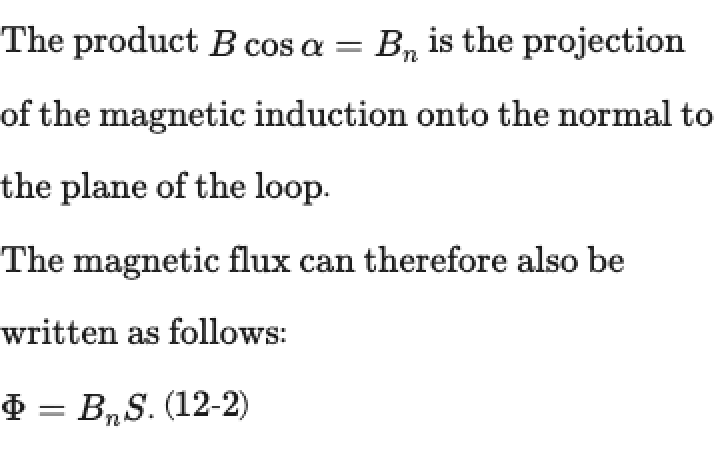 The product B cos α = Bₙ is the projection
of the magnetic induction onto the normal to
the plane of the loop.
The magnetic flux can therefore also be
written as follows:
Φ = BₙS. (12-2)